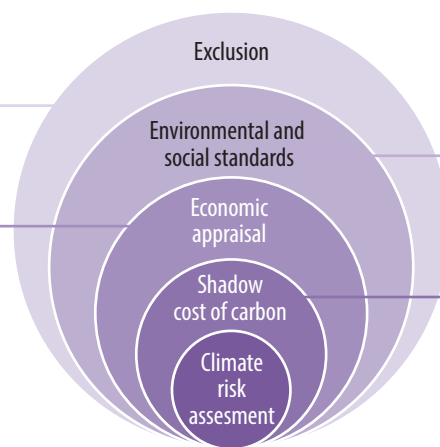 Exclusion
Environmental and
social standards
Economic
appraisal
Shadow
cost of carbon
Climate
risk
assesment